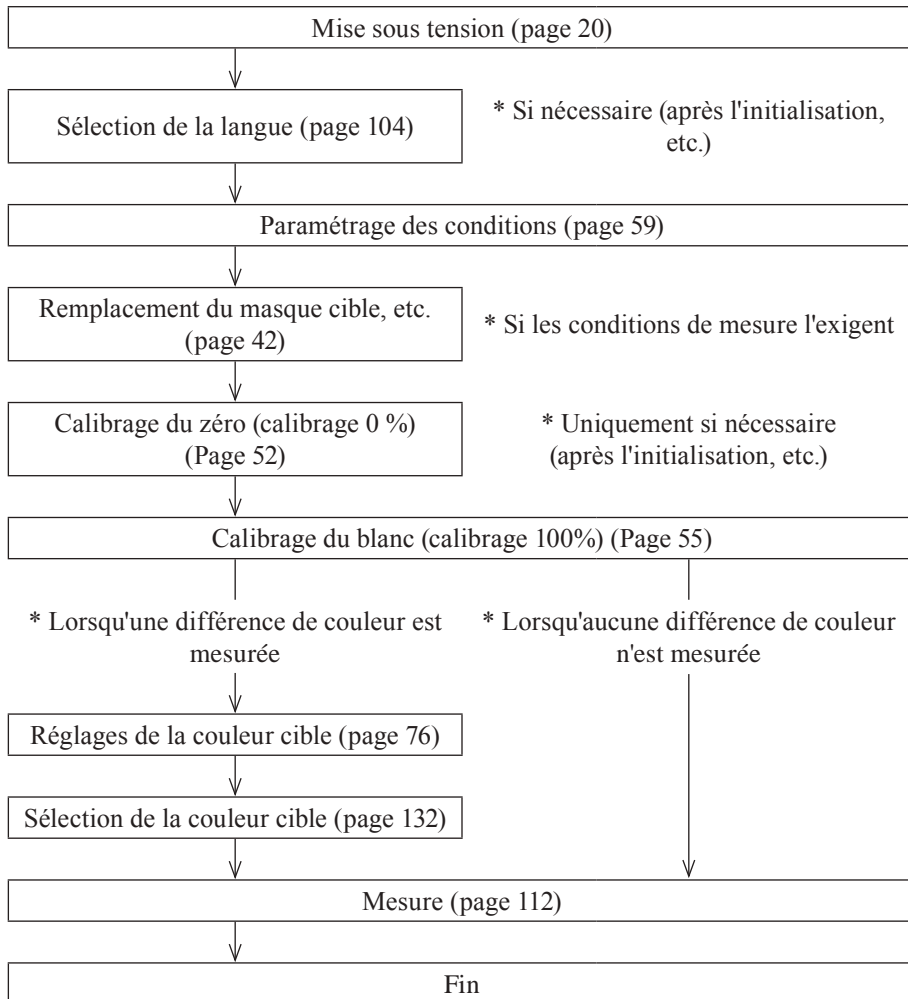 Mise sous tension (page 20)
Sélection de la langue (page 104)
* Si nécessaire (après l'initialisation,
etc.)
Paramétrage des conditions (page 59)
Remplacement du masque cible, etc.
(page 42)
* Si les conditions de mesure l'exigent
Calibrage du zéro (calibrage 0 %)
(Page 52)
* Uniquement si nécessaire
(après l'initialisation, etc.)
Calibrage du blanc (calibrage 100%) (Page 55)
* Lorsqu'une différence de couleur est
mesurée
* Lorsqu'aucune différence de couleur
n'est mesurée
Réglages de la couleur cible (page 76)
Sélection de la couleur cible (page 132)
Mesure (page 112)
Fin